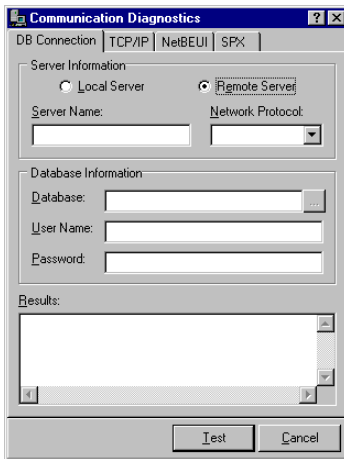 Communication Diagnostics
DB Connection TCP/IP NetBEUI SPX
Server Information
Local Server Remote Server
Server Name: Network Protocol:
Database Information
Database: ...
User Name:
Password:
Results:
Test Cancel